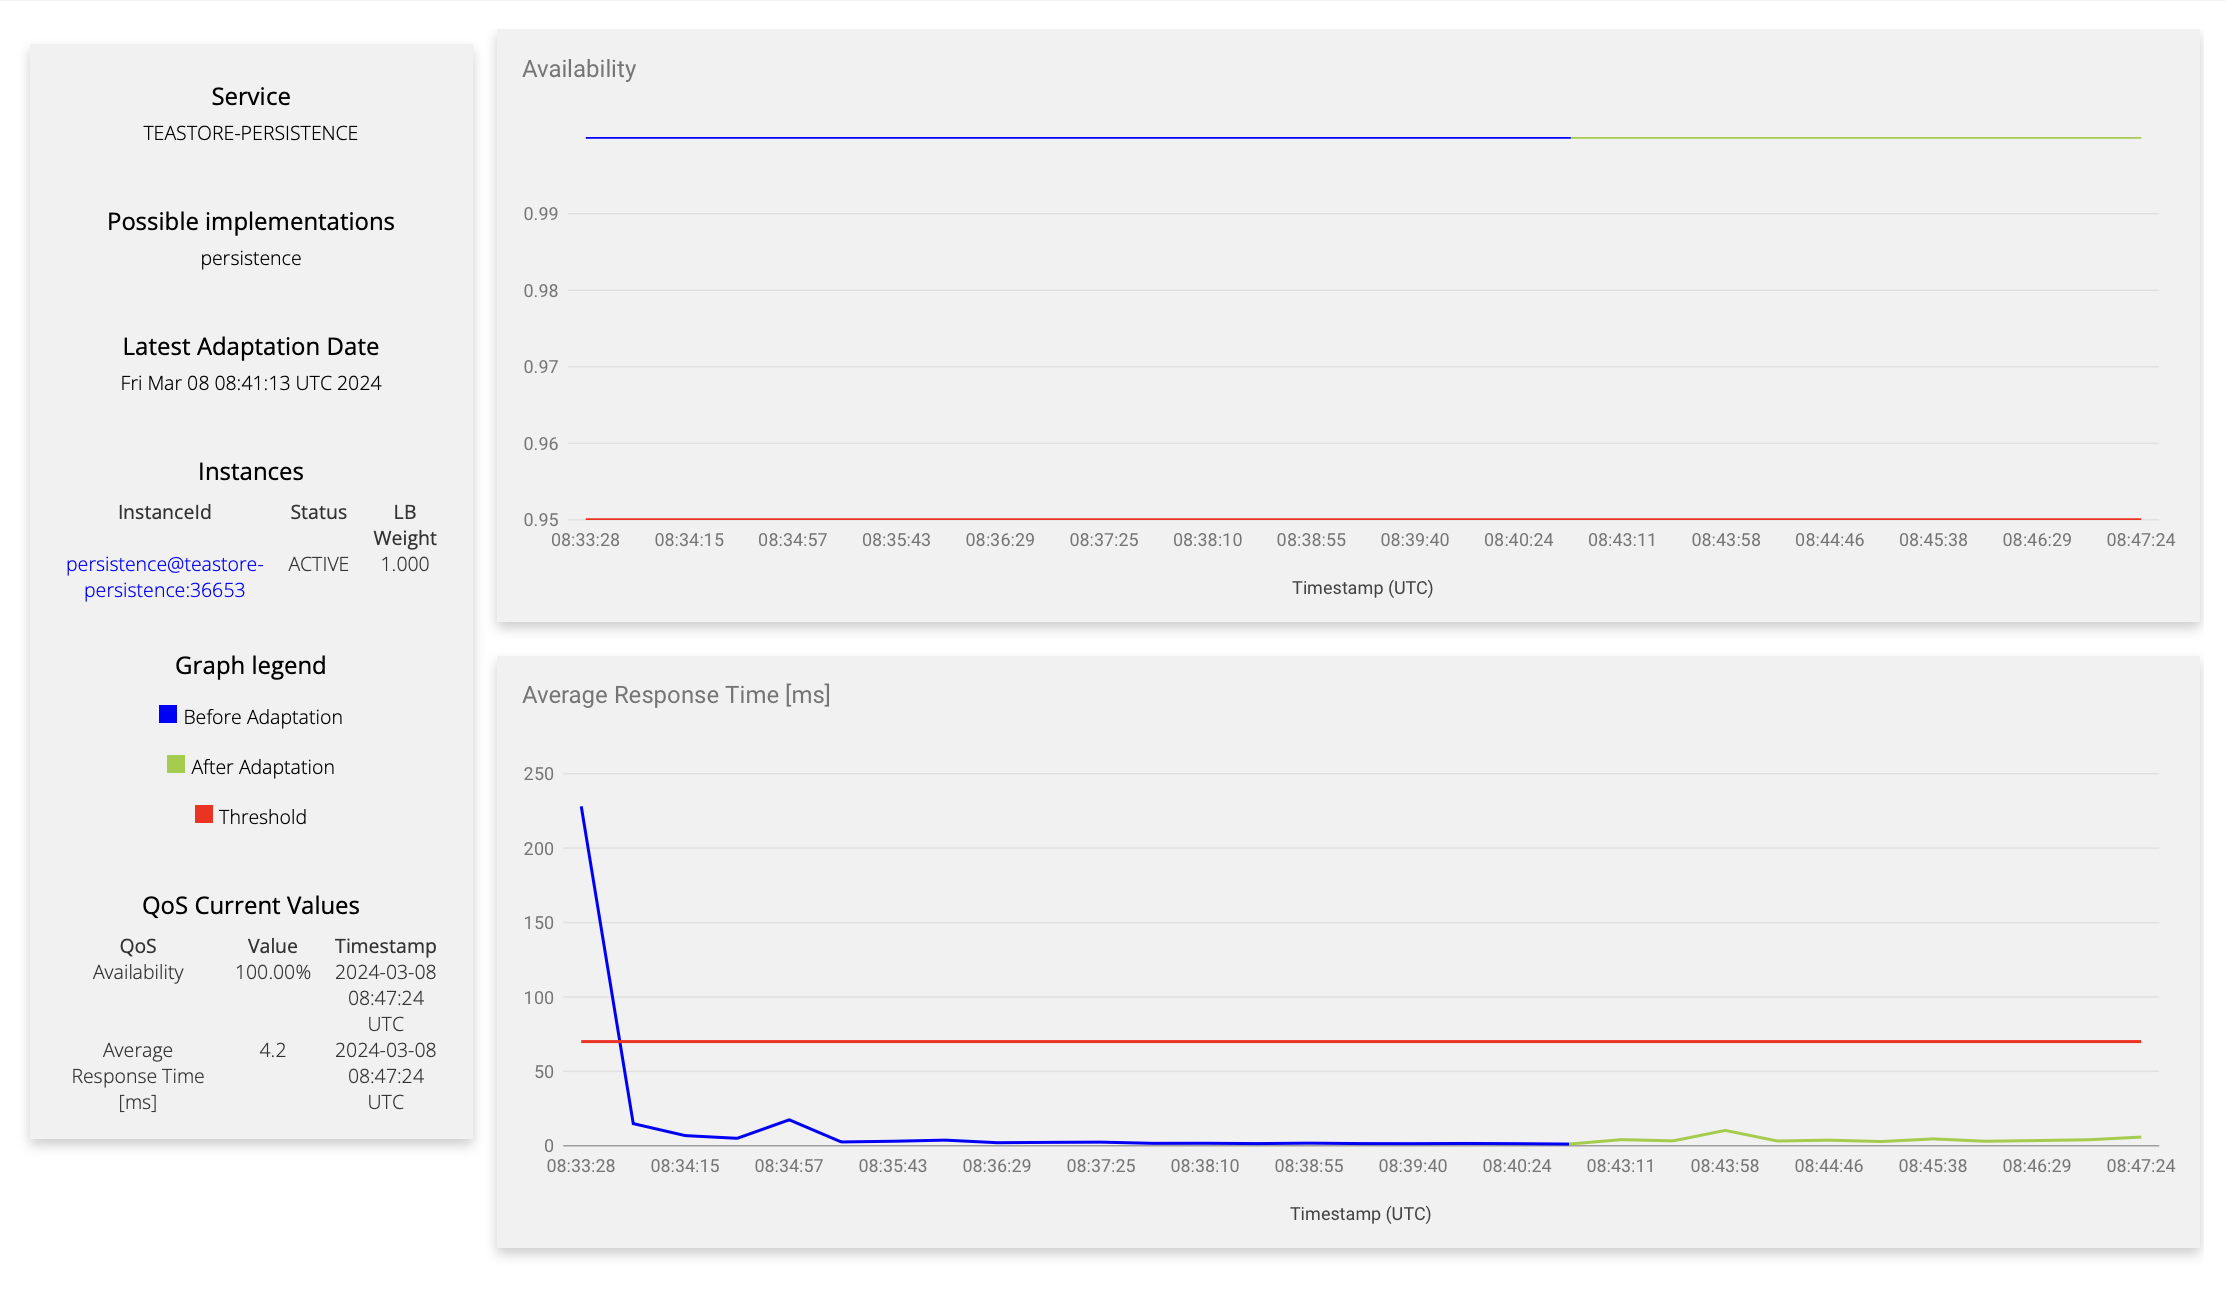 Service
TEASTORE-PERSISTENCE
Possible implementations
persistence
Latest Adaptation Date
Fri Mar 08 08:41:13 UTC 2024
Instances
InstanceId Status LB
Weight
persistence@teastore- ACTIVE 1.000
persistence:36653
Graph legend
Before Adaptation
After Adaptation
Threshold
QoS Current Values
QoS Value Timestamp
Availability 100.00% 2024-03-08
08:47:24
UTC
Average 4.2 2024-03-08
Response Time 08:47:24
[ms] UTC
Availability
0.99
0.98
0.97
0.96
0.95
08:33:28 08:34:15 08:34:57 08:35:43 08:36:29 08:37:25 08:38:10 08:38:55 08:39:40 08:40:24 08:43:11 08:43:58 08:44:46 08:45:38 08:46:29 08:47:24
Timestamp (UTC)
Average Response Time [ms]
250
200
150
100
50
0
08:33:28 08:34:15 08:34:57 08:35:43 08:36:29 08:37:25 08:38:10 08:38:55 08:39:40 08:40:24 08:43:11 08:43:58 08:44:46 08:45:38 08:46:29 08:47:24
Timestamp (UTC)